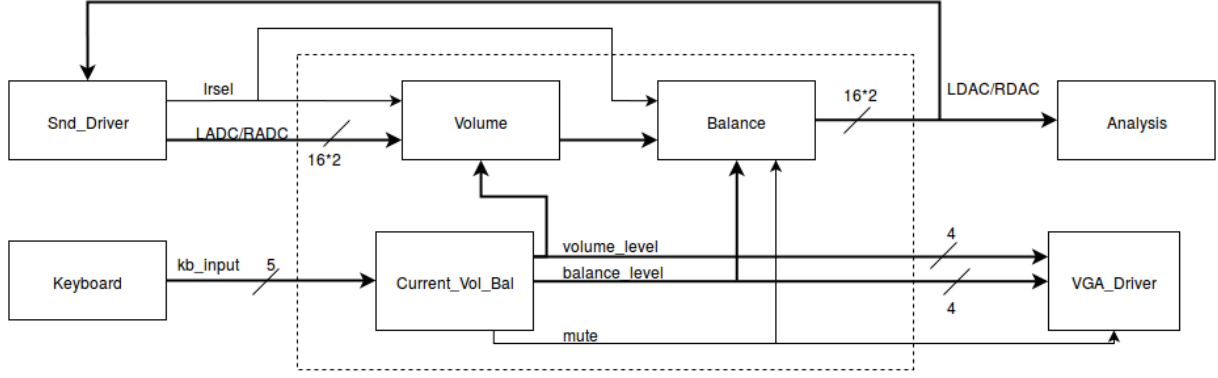 lrsel
16*2
LDAC/RDAC
Snd_Driver
Volume
Balance
Analysis
LADC/RADC
16*2
volume_level
4
kb_input
5
balance_level
Keyboard
Current_Vol_Bal
VGA_Driver
4
mute